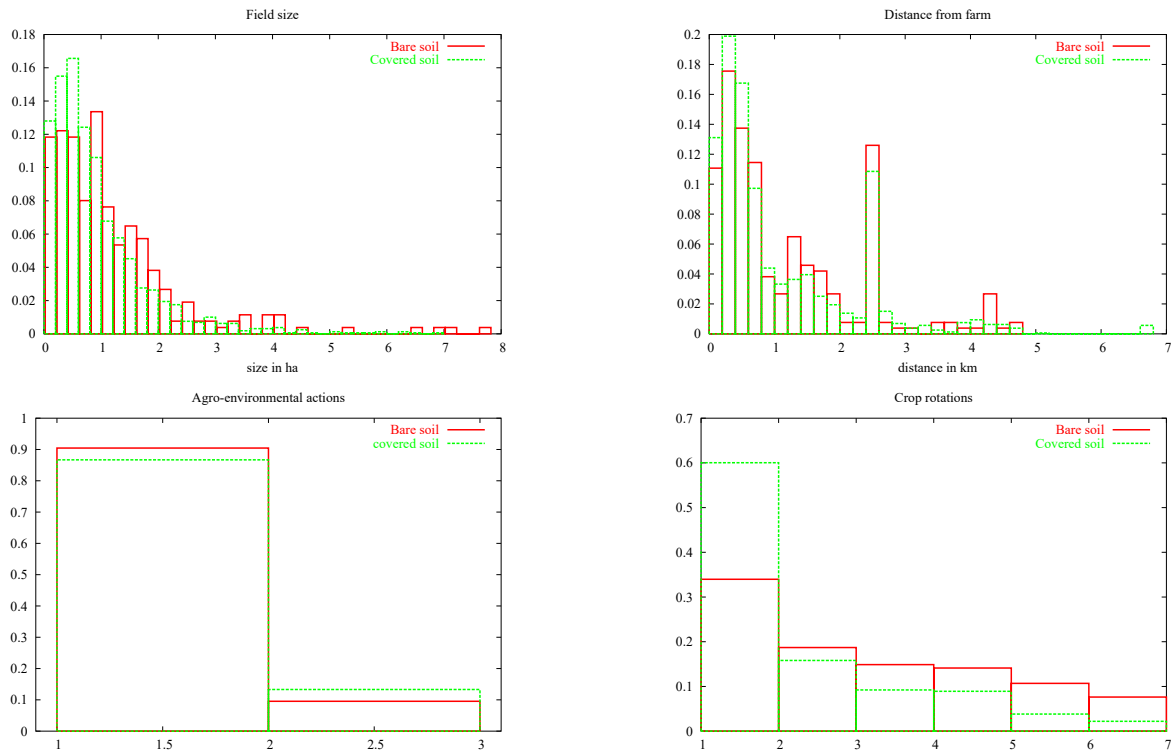 Field size
Bare soil
Covered soil
0.18
0.16
0.14
0.12
0.1
0.08
0.06
0.04
0.02
0
0 1 2 3 4 5 6 7 8
size in ha
Distance from farm
Bare soil
Covered soil
0.2
0.18
0.16
0.14
0.12
0.1
0.08
0.06
0.04
0.02
0
0 1 2 3 4 5 6 7
distance in km
Agro-environmental actions
Bare soil
covered soil
1
0.9
0.8
0.7
0.6
0.5
0.4
0.3
0.2
0.1
0
1 1.5 2 2.5 3
Crop rotations
Bare soil
Covered soil
0.7
0.6
0.5
0.4
0.3
0.2
0.1
0
1 2 3 4 5 6 7